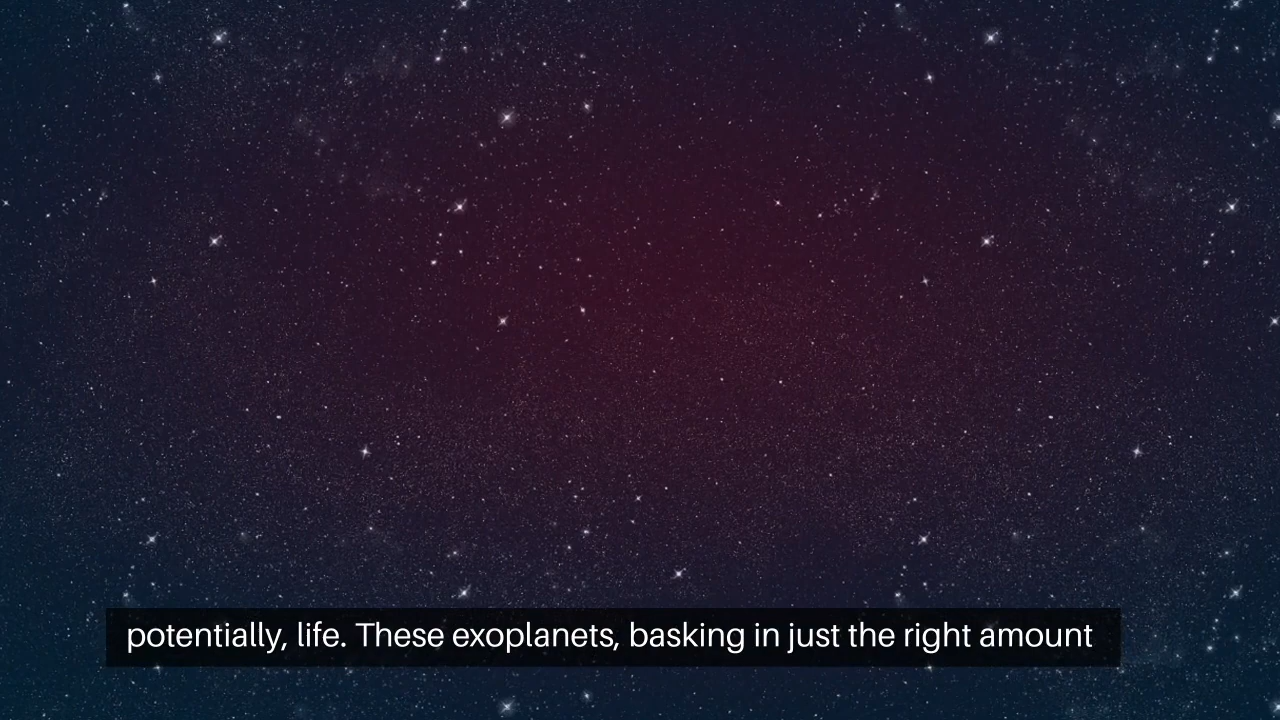 potentially, life. These exoplanets, basking in just the right amount